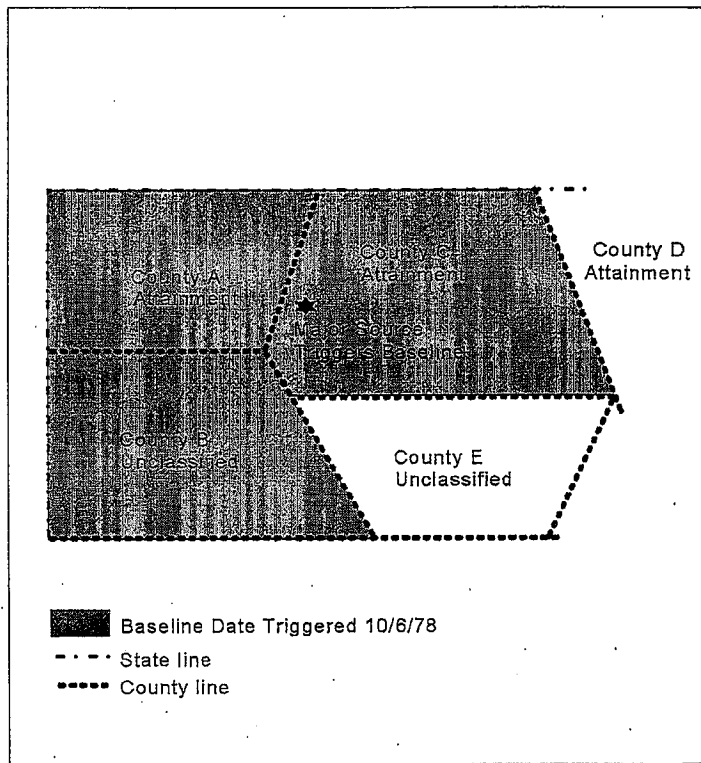 County A
Attainment
County C
Attainment
County D
Attainment
Major Source
Triggers Baseline
County B
Unclassified
County E
Unclassified
Baseline Date Triggered 10/6/78
State line
County line